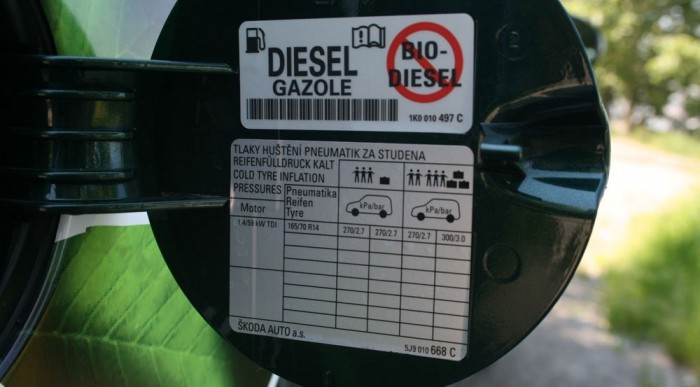 DIESEL
GAZOLE
BIO-
DIESEL
1K0 010 497 C
TLAKY HUŠTĚNÍ PNEUMATIK ZA STUDENA
REIFENFÜLLDRUCK KALT
COLD TYRE INFLATION
PRESSURES
Pneumatika
Reifen
Tyre
kPa/bar
kPa/bar
Motor
1.4/59 kW TDI
165/70 R14
270/2.7
270/2.7
270/2.7
300/3.0
ŠKODA AUTO a.s.
5J9 010 668 C